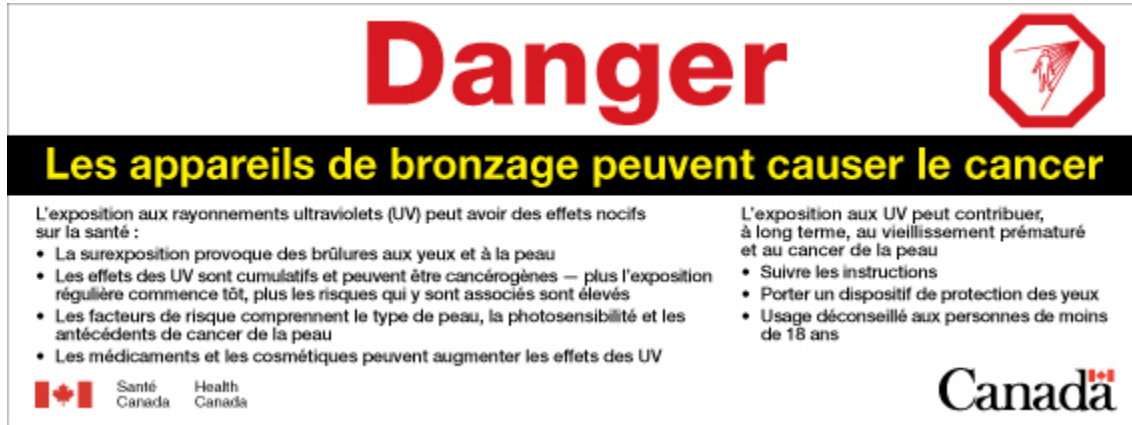 Danger
Les appareils de bronzage peuvent causer le cancer
L'exposition aux rayonnements ultraviolets (UV) peut avoir des effets nocifs
sur la santé :
• La surexposition provoque des brûlures aux yeux et à la peau
• Les effets des UV sont cumulatifs et peuvent être cancérogènes — plus l'exposition
régulière commence tôt, plus les risques qui y sont associés sont élevés
• Les facteurs de risque comprennent le type de peau, la photosensibilité et les
antécédents de cancer de la peau
• Les médicaments et les cosmétiques peuvent augmenter les effets des UV
L'exposition aux UV peut contribuer,
à long terme, au vieillissement prématuré
et au cancer de la peau
• Suivre les instructions
• Porter un dispositif de protection des yeux
• Usage déconseillé aux personnes de moins
de 18 ans
Santé
Canada
Health
Canada
Canada